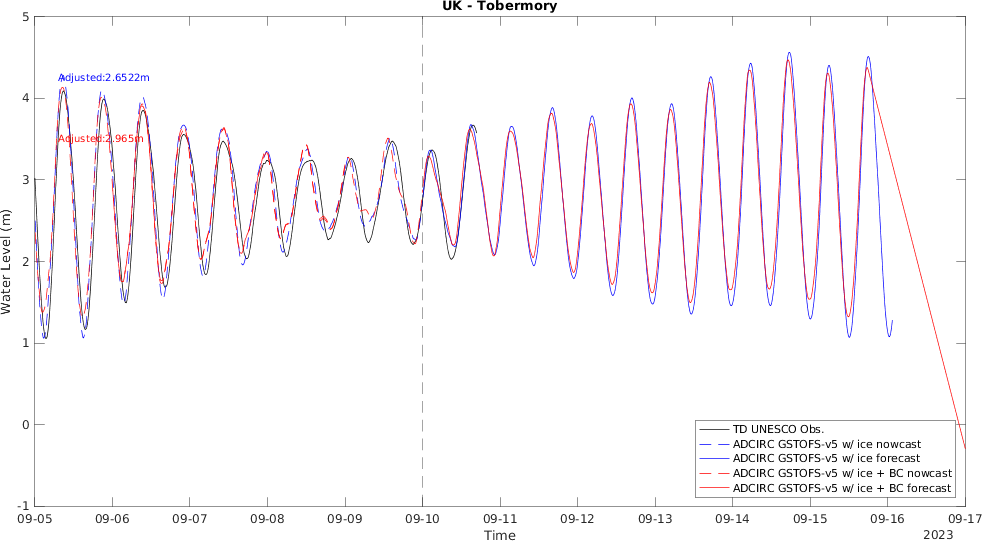 UK - Tobermory
5
4
3
2
1
0
-1
Water Level (m)
Adjusted:2.6522m
Adjusted:2.965m
TD UNESCO Obs.
ADCIRC GSTOFS-v5 w/ ice nowcast
ADCIRC GSTOFS-v5 w/ ice forecast
ADCIRC GSTOFS-v5 w/ ice + BC nowcast
ADCIRC GSTOFS-v5 w/ ice + BC forecast
09-05 09-06 09-07 09-08 09-09 09-10 09-11 09-12 09-13 09-14 09-15 09-16 09-17
Time
2023